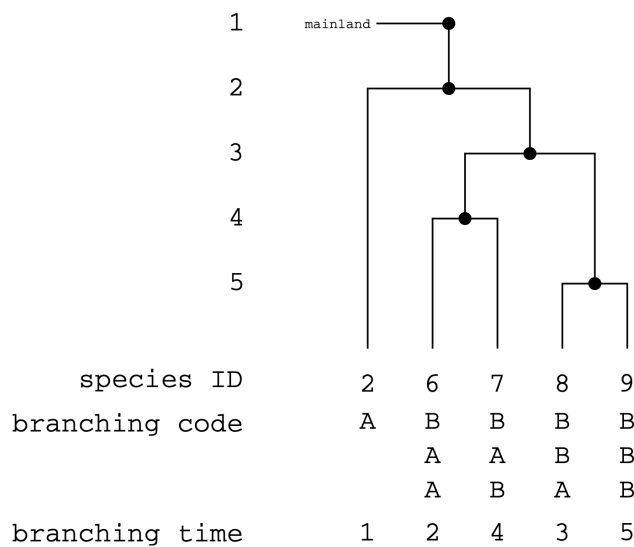 1 mainland
2
3
4
5
species ID 2 6 7 8 9
branching code A B B B B
A A B B
A B A B
branching time 1 2 4 3 5